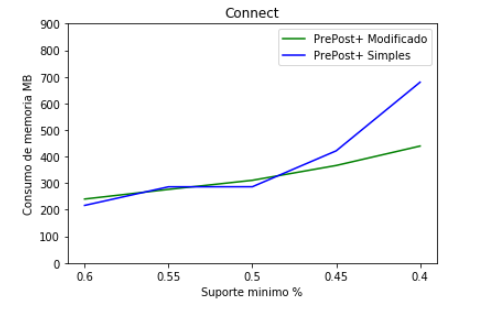 Connect
PrePost+ Modificado
PrePost+ Simples
Consumo de memoria MB
900
800
700
600
500
400
300
200
100
0
0.6 0.55 0.5 0.45 0.4
Suporte minimo %